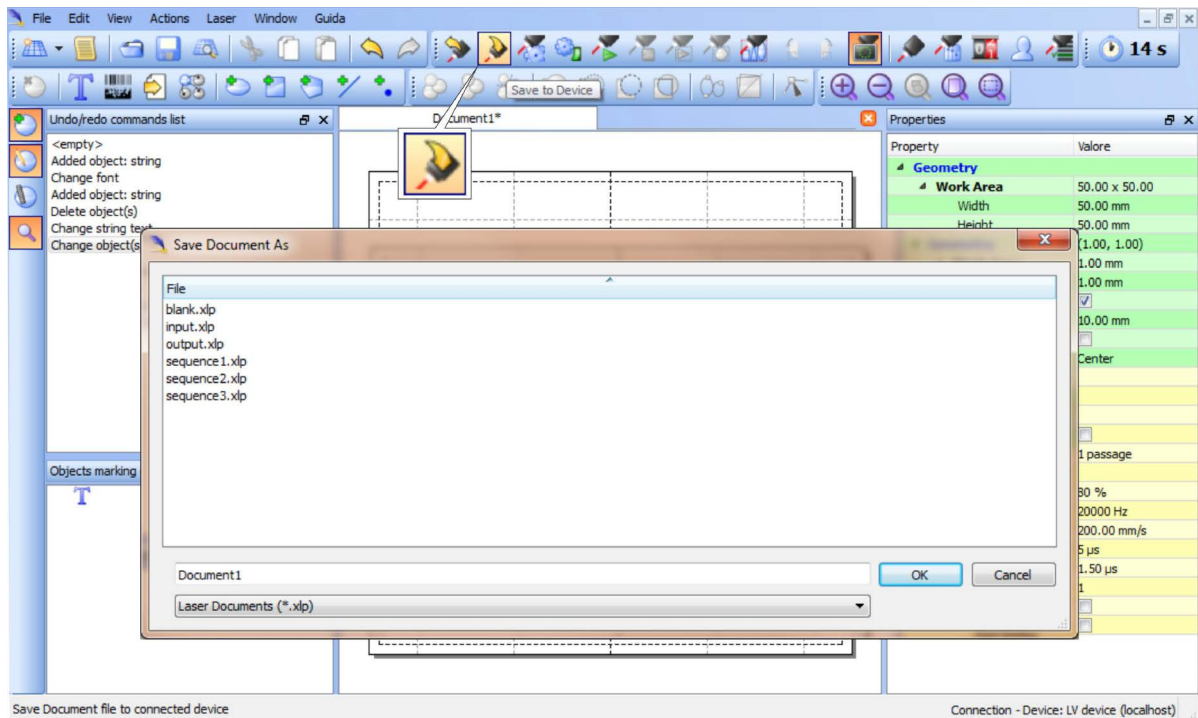 File Edit View Actions Laser Window Guida
14 s
Save to Device
Undo/redo commands list
<empty>
Added object: string
Change font
Added object: string
Delete object(s)
Change string text
Change object(s
Objects marking
Document1*
Properties
Property Valore
Geometry
Work Area 50.00 x 50.00
Width 50.00 mm
Height 50.00 mm
(1.00, 1.00)
1.00 mm
1.00 mm
10.00 mm
Center
1 passage
80 %
20000 Hz
200.00 mm/s
5 µs
1.50 µs
1
Save Document As
File
blank.xlp
input.xlp
output.xlp
sequence1.xlp
sequence2.xlp
sequence3.xlp
Document1
OK Cancel
Laser Documents (*.xlp)
Save Document file to connected device
Connection - Device: LV device (localhost)